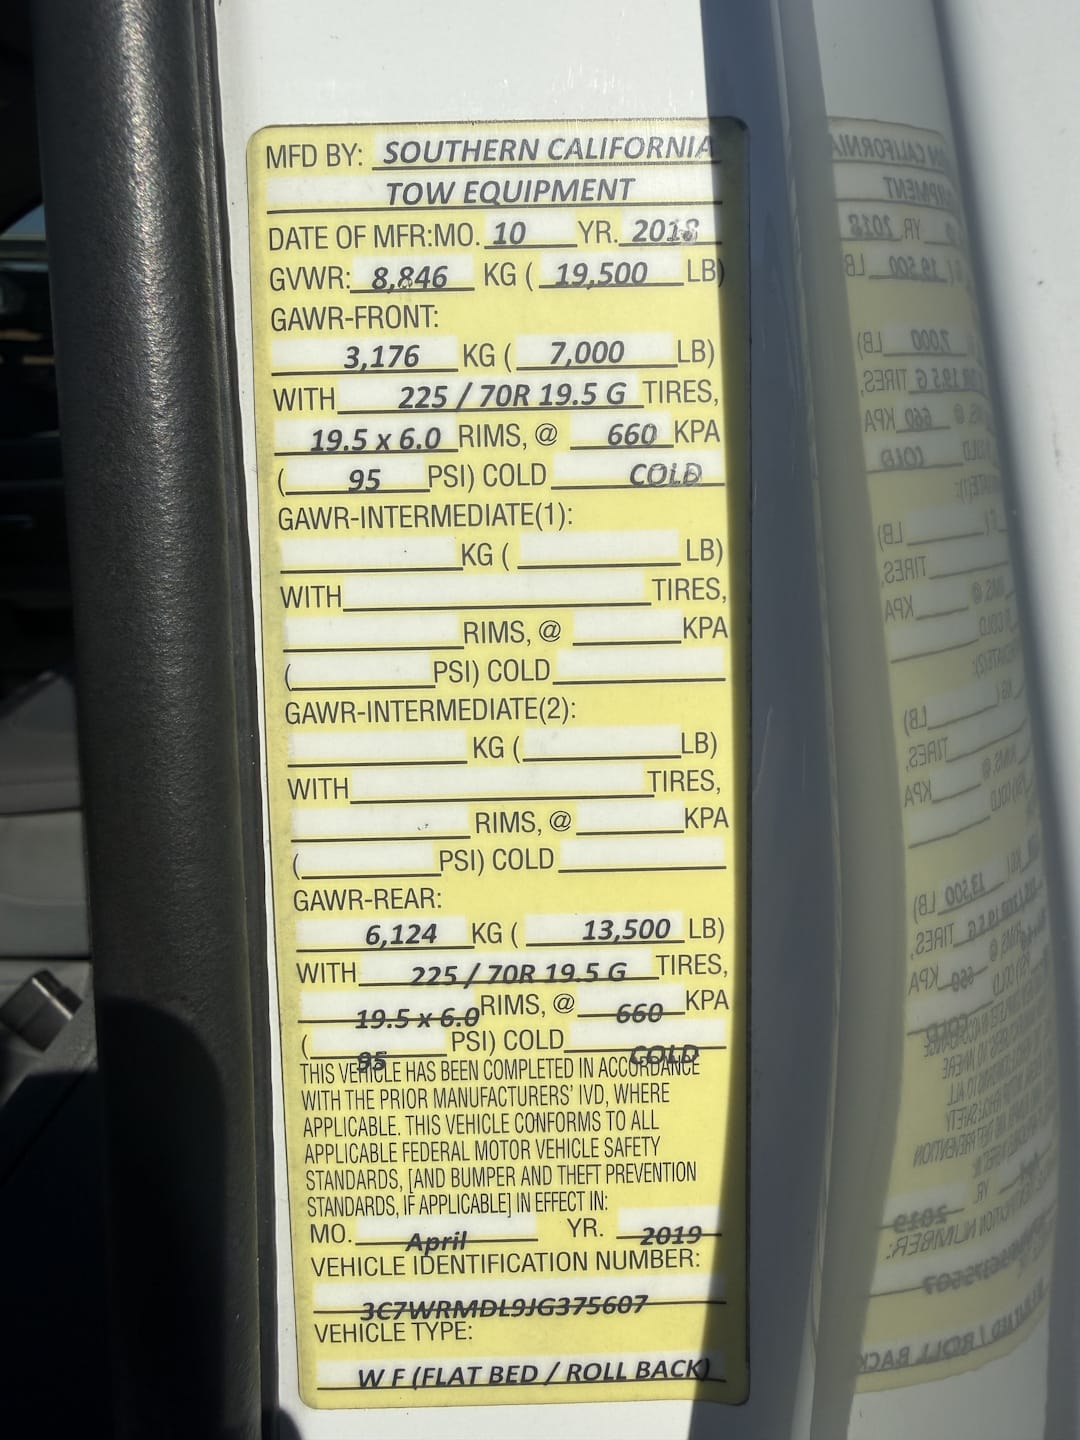 MFD BY: SOUTHERN CALIFORNIA
TOW EQUIPMENT
DATE OF MFR:MO. 10 YR. 2018
GVWR: 8,846 KG ( 19,500 LB)
GAWR-FRONT:
3,176 KG ( 7,000 LB)
WITH 225 / 70R 19.5 G TIRES,
19.5 x 6.0 RIMS, @ 660 KPA
( 95 PSI) COLD COLD
GAWR-INTERMEDIATE(1):
KG ( LB)
WITH TIRES,
RIMS, @ KPA
( PSI) COLD
GAWR-INTERMEDIATE(2):
KG ( LB)
WITH TIRES,
RIMS, @ KPA
( PSI) COLD
GAWR-REAR:
6,124 KG ( 13,500 LB)
WITH 225 / 70R 19.5 G TIRES,
19.5 x 6.0 RIMS, @ 660 KPA
( 95 PSI) COLD COLD
THIS VEHICLE HAS BEEN COMPLETED IN ACCORDANCE
WITH THE PRIOR MANUFACTURERS' IVD, WHERE
APPLICABLE. THIS VEHICLE CONFORMS TO ALL
APPLICABLE FEDERAL MOTOR VEHICLE SAFETY
STANDARDS, [AND BUMPER AND THEFT PREVENTION
STANDARDS, IF APPLICABLE] IN EFFECT IN:
MO. April YR. 2019
VEHICLE IDENTIFICATION NUMBER:
3C7WRMDL9JG375607
VEHICLE TYPE:
W F (FLAT BED / ROLL BACK)